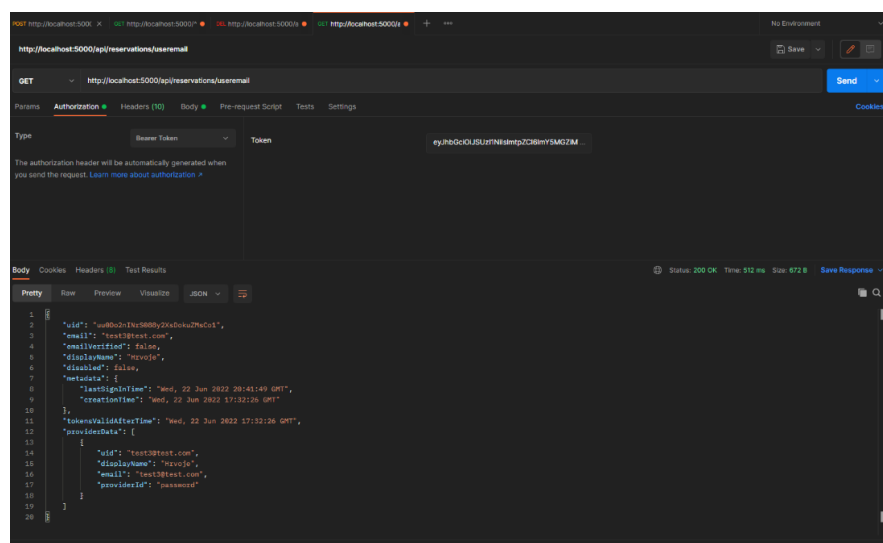 POST http://localhost:500( GET http://localhost:5000/* DEL http://localhost:5000/a GET http://localhost:5000/a + No Environment
http://localhost:5000/api/reservations/useremail Save
GET http://localhost:5000/api/reservations/useremail Send
Params Authorization Headers (10) Body Pre-request Script Tests Settings Cookies
Type Bearer Token Token
The authorization header will be automatically generated when
you send the request. Learn more about authorization ↗
Body Cookies Headers (8) Test Results Status: 200 OK Time: 512 ms Size: 672 B Save Response
Pretty Raw Preview Visualize JSON
1 {
2 "uid":
3 "email": "test3@test.com",
4 "emailVerified": false,
5 "displayName": "Hrvoje",
6 "disabled": false,
7 "metadata": {
8 "lastSignInTime": "Wed, 22 Jun 2022 20:41:49 GMT",
9 "creationTime": "Wed, 22 Jun 2022 17:32:26 GMT"
10 },
11 "tokensValidAfterTime": "Wed, 22 Jun 2022 17:32:26 GMT",
12 "providerData": [
13 {
14 "uid": "test3@test.com",
15 "displayName": "Hrvoje",
16 "email": "test3@test.com",
17 "providerId": "password"
18 }
19 ]
20 }